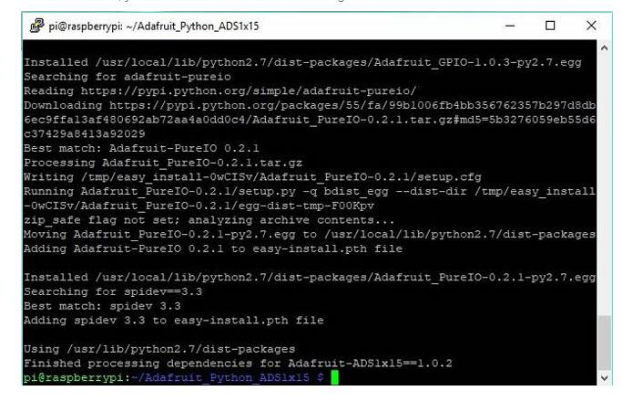 pi@raspberrypi: ~/Adafruit_Python_ADS1x15
Installed /usr/local/lib/python2.7/dist-packages/Adafruit_GPIO-1.0.3-py2.7.egg
Searching for adafruit-pureio
Reading https://pypi.python.org/simple/adafruit-pureio/
Downloading https://pypi.python.org/packages/55/fa/99b1006fb4bb356762357b297d8db
6ec9ffa13af480692ab72aa4a0dd0c4/Adafruit_PureIO-0.2.1.tar.gz#md5=5b3276059eb55d6
c37429a8413a92029
Best match: Adafruit-PureIO 0.2.1
Processing Adafruit_PureIO-0.2.1.tar.gz
Writing /tmp/easy_install-0wCISv/Adafruit_PureIO-0.2.1/setup.cfg
Running Adafruit_PureIO-0.2.1/setup.py -q bdist_egg --dist-dir /tmp/easy_install
-0wCISv/Adafruit_PureIO-0.2.1/egg-dist-tmp-F00Kpv
zip_safe flag not set; analyzing archive contents...
Moving Adafruit_PureIO-0.2.1-py2.7.egg to /usr/local/lib/python2.7/dist-packages
Adding Adafruit-PureIO 0.2.1 to easy-install.pth file
Installed /usr/local/lib/python2.7/dist-packages/Adafruit_PureIO-0.2.1-py2.7.egg
Searching for spidev==3.3
Best match: spidev 3.3
Adding spidev 3.3 to easy-install.pth file
Using /usr/lib/python2.7/dist-packages
Finished processing dependencies for Adafruit-ADS1x15==1.0.2
pi@raspberrypi:~/Adafruit_Python_ADS1x15 $